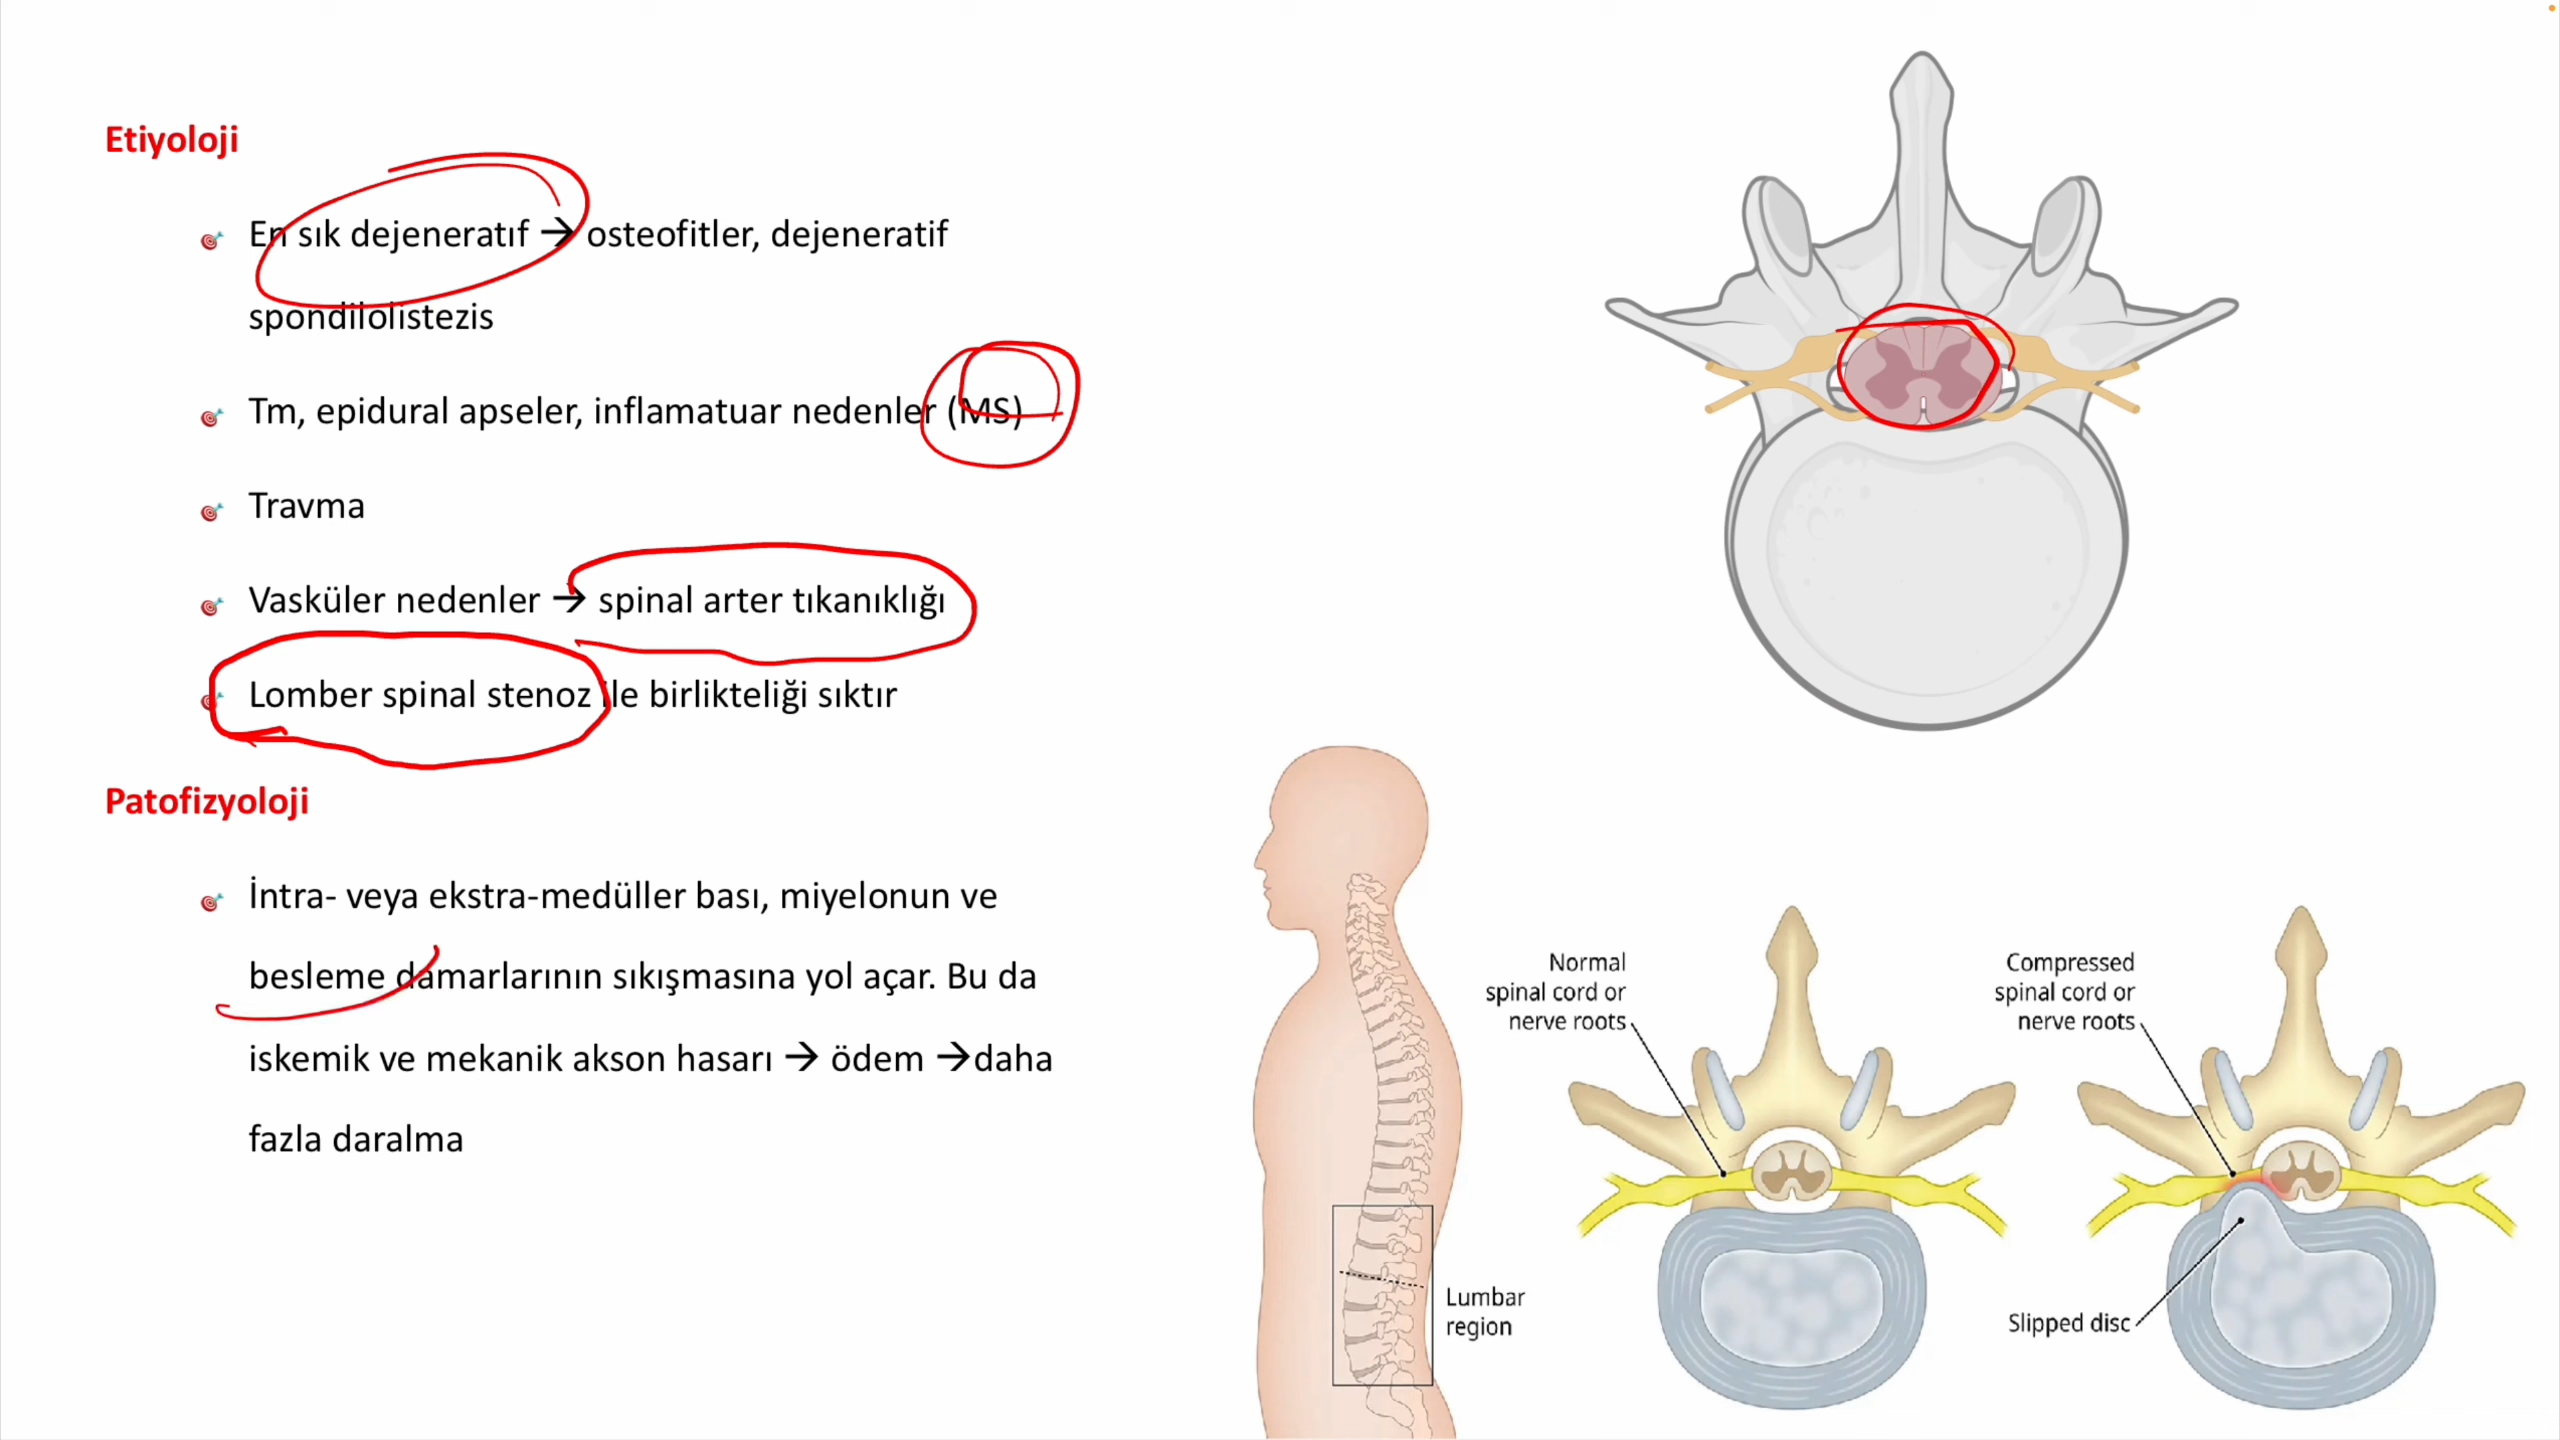 Etiyoloji
En sık dejeneratıf → osteofitler, dejeneratif
spondilolistezis
Tm, epidural apseler, inflamatuar nedenler (MS)
Travma
Vasküler nedenler → spinal arter tıkanıklığı
Lomber spinal stenoz ile birlikteliği sıktır
Patofizyoloji
İntra- veya ekstra-medüller bası, miyelonun ve
besleme damarlarının sıkışmasına yol açar. Bu da
iskemik ve mekanik akson hasarı → ödem →daha
fazla daralma
Normal
spinal cord or
nerve roots
Compressed
spinal cord or
nerve roots
Lumbar
region
Slipped disc